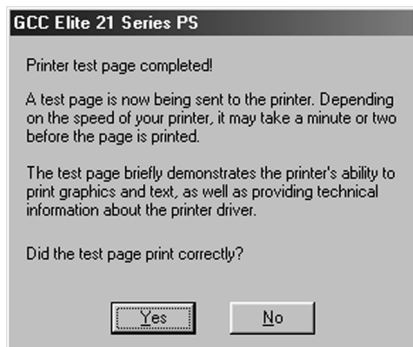 GCC Elite 21 Series PS
Printer test page completed!
A test page is now being sent to the printer. Depending
on the speed of your printer, it may take a minute or two
before the page is printed.
The test page briefly demonstrates the printer's ability to
print graphics and text, as well as providing technical
information about the printer driver.
Did the test page print correctly?
Yes
No